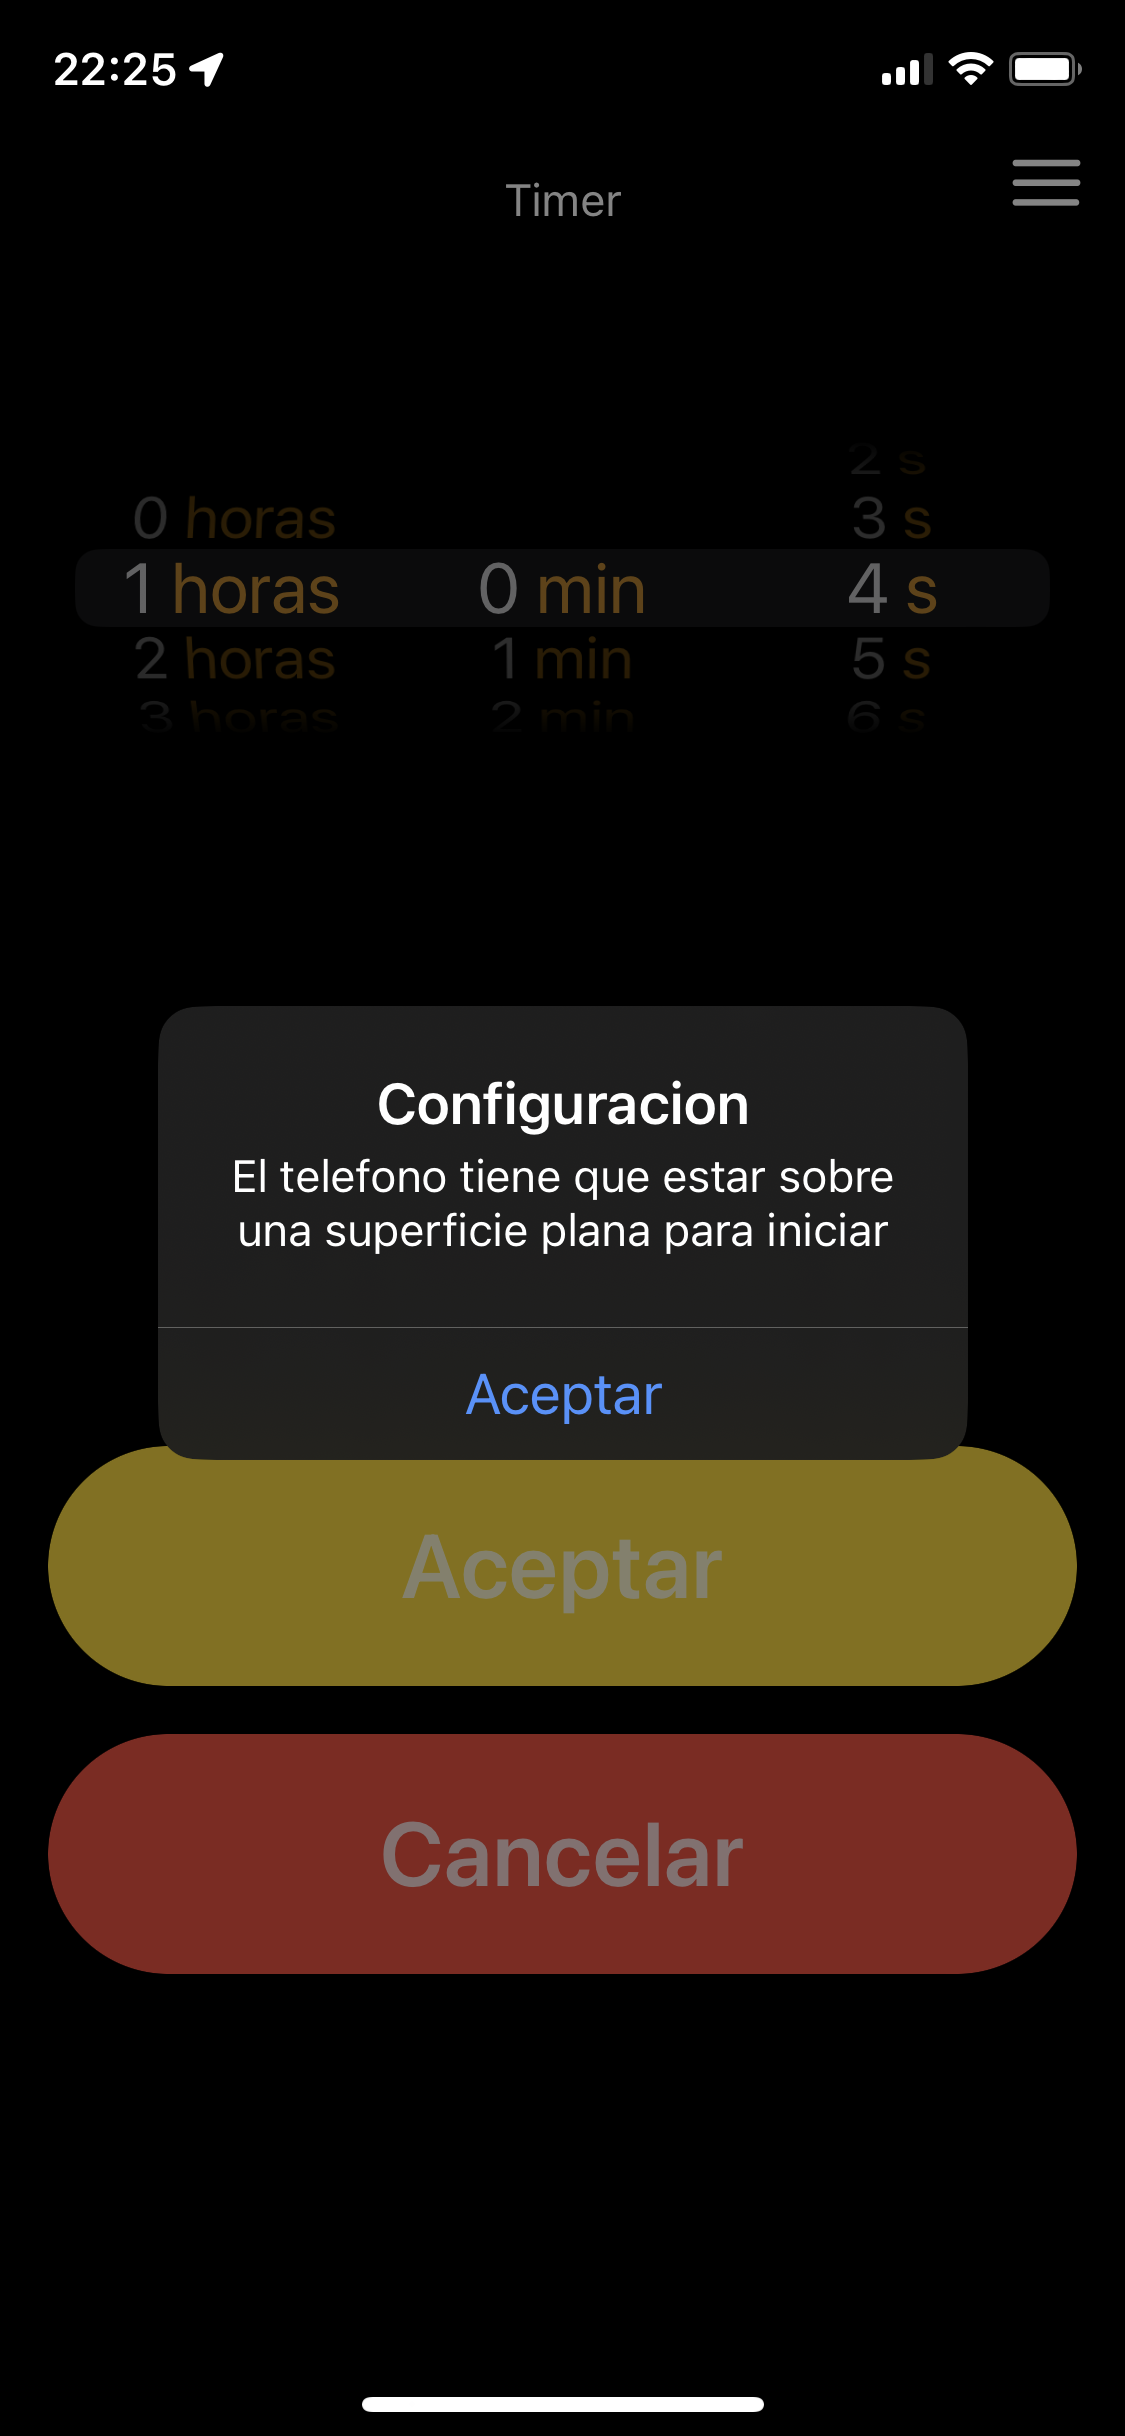 22:25
Timer
2 s
0 horas 3 s
1 horas 0 min 4 s
2 horas 1 min 5 s
3 horas 2 min 6 s
Configuracion
El telefono tiene que estar sobre
una superficie plana para iniciar
Aceptar
Aceptar
Cancelar